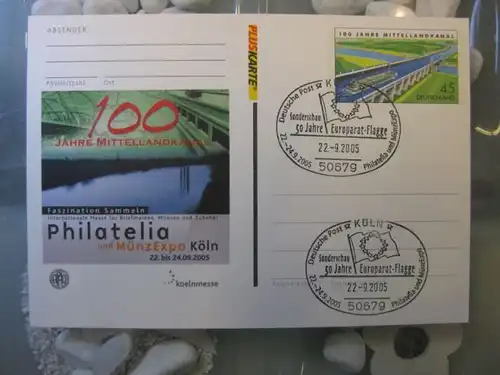 ABSENDER
Postleitzahl Ort
100
JAHRE MITTELLANDKANAL
Faszination Sammeln
Internationale Messe für Briefmarken, Münzen und Zubehör
Philatelia
und MünzExpo Köln
22. bis 24.09.2005
koelnmesse
PLUSKARTE
100 JAHRE MITTELLANDKANAL
45
DEUTSCHLAND
Deutsche Post KÖLN
Sonderschau
50 Jahre Europarat-Flagge
22.-9.2005
50679
22.-24.9.2005 Philatelia und MünzExpo
Deutsche Post KÖLN
Sonderschau
50 Jahre Europarat-Flagge
22.-9.2005
50679
22.-24.9.2005 Philatelia und MünzExpo